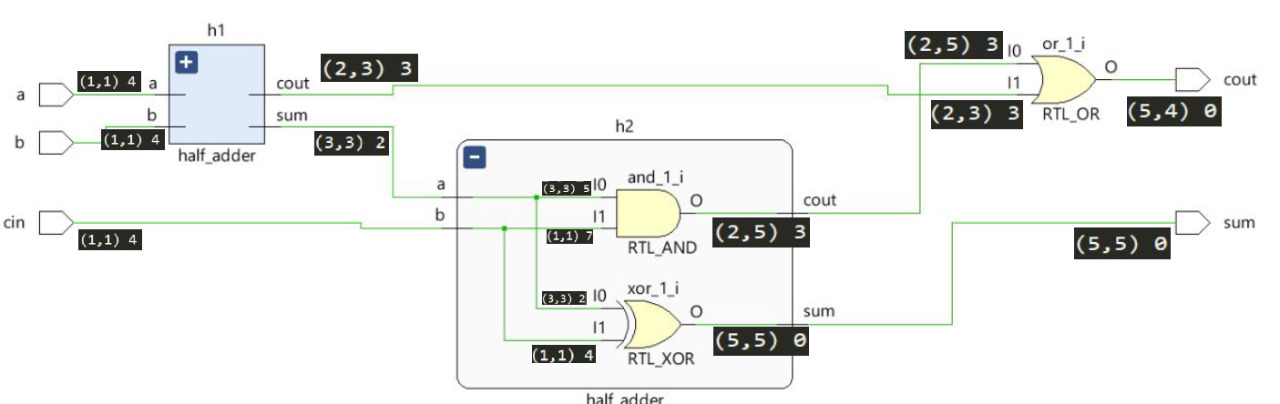 h1
+
a
(1,1) 4
a
cout
(2,3) 3
b
(1,1) 4
b
sum
(3,3) 2
half_adder
cin
(1,1) 4
h2
-
a
(3,3) 5
I0
and_1_i
O
cout
b
I1
(1,1) 7
RTL_AND
(2,5) 3
(3,3) 2
I0
xor_1_i
O
sum
I1
(1,1) 4
RTL_XOR
(5,5) 0
half_adder
(2,5) 3
I0
or_1_i
O
cout
I1
(2,3) 3
RTL_OR
(5,4) 0
sum
(5,5) 0